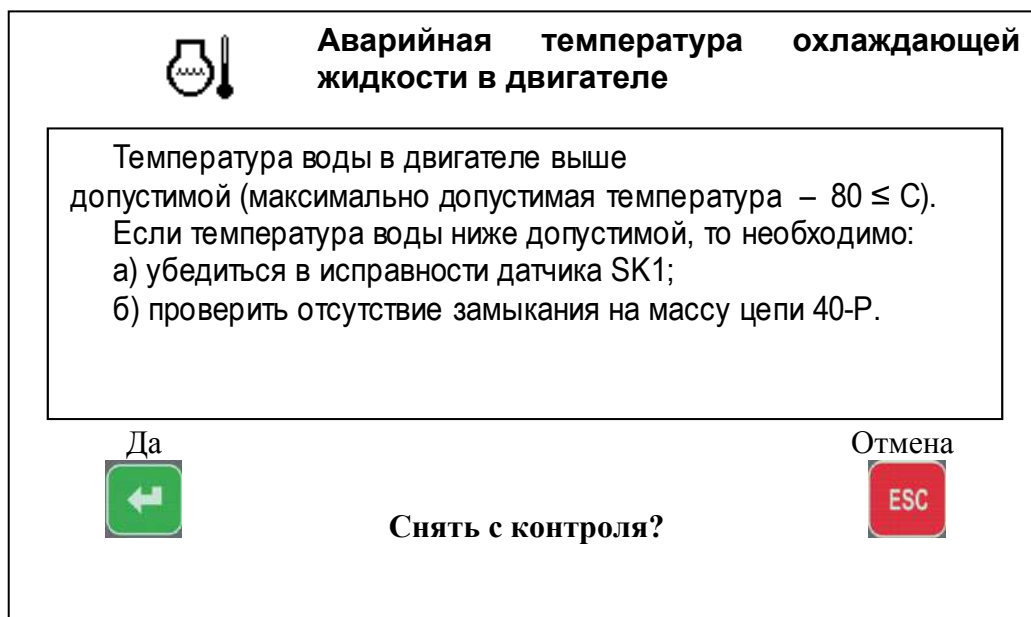 Аварийная температура охлаждающей
жидкости в двигателе
Температура воды в двигателе выше
допустимой (максимально допустимая температура – 80 ≤ С).
Если температура воды ниже допустимой, то необходимо:
а) убедиться в исправности датчика SK1;
б) проверить отсутствие замыкания на массу цепи 40-Р.
Да
Отмена
ESC
Снять с контроля?